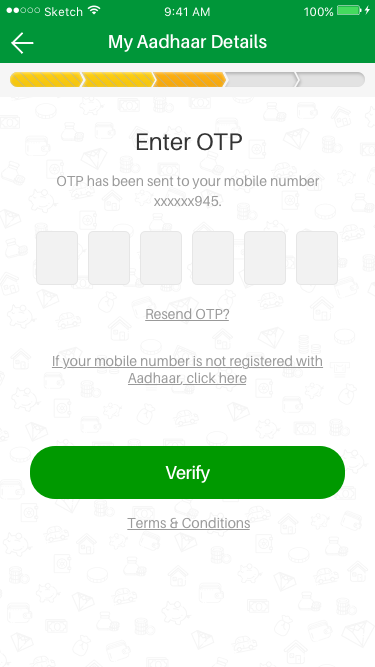 Sketch 9:41 AM 100%
My Aadhaar Details
Enter OTP
OTP has been sent to your mobile number
xxxxxx945.
Resend OTP?
If your mobile number is not registered with
Aadhaar, click here
Verify
Terms & Conditions